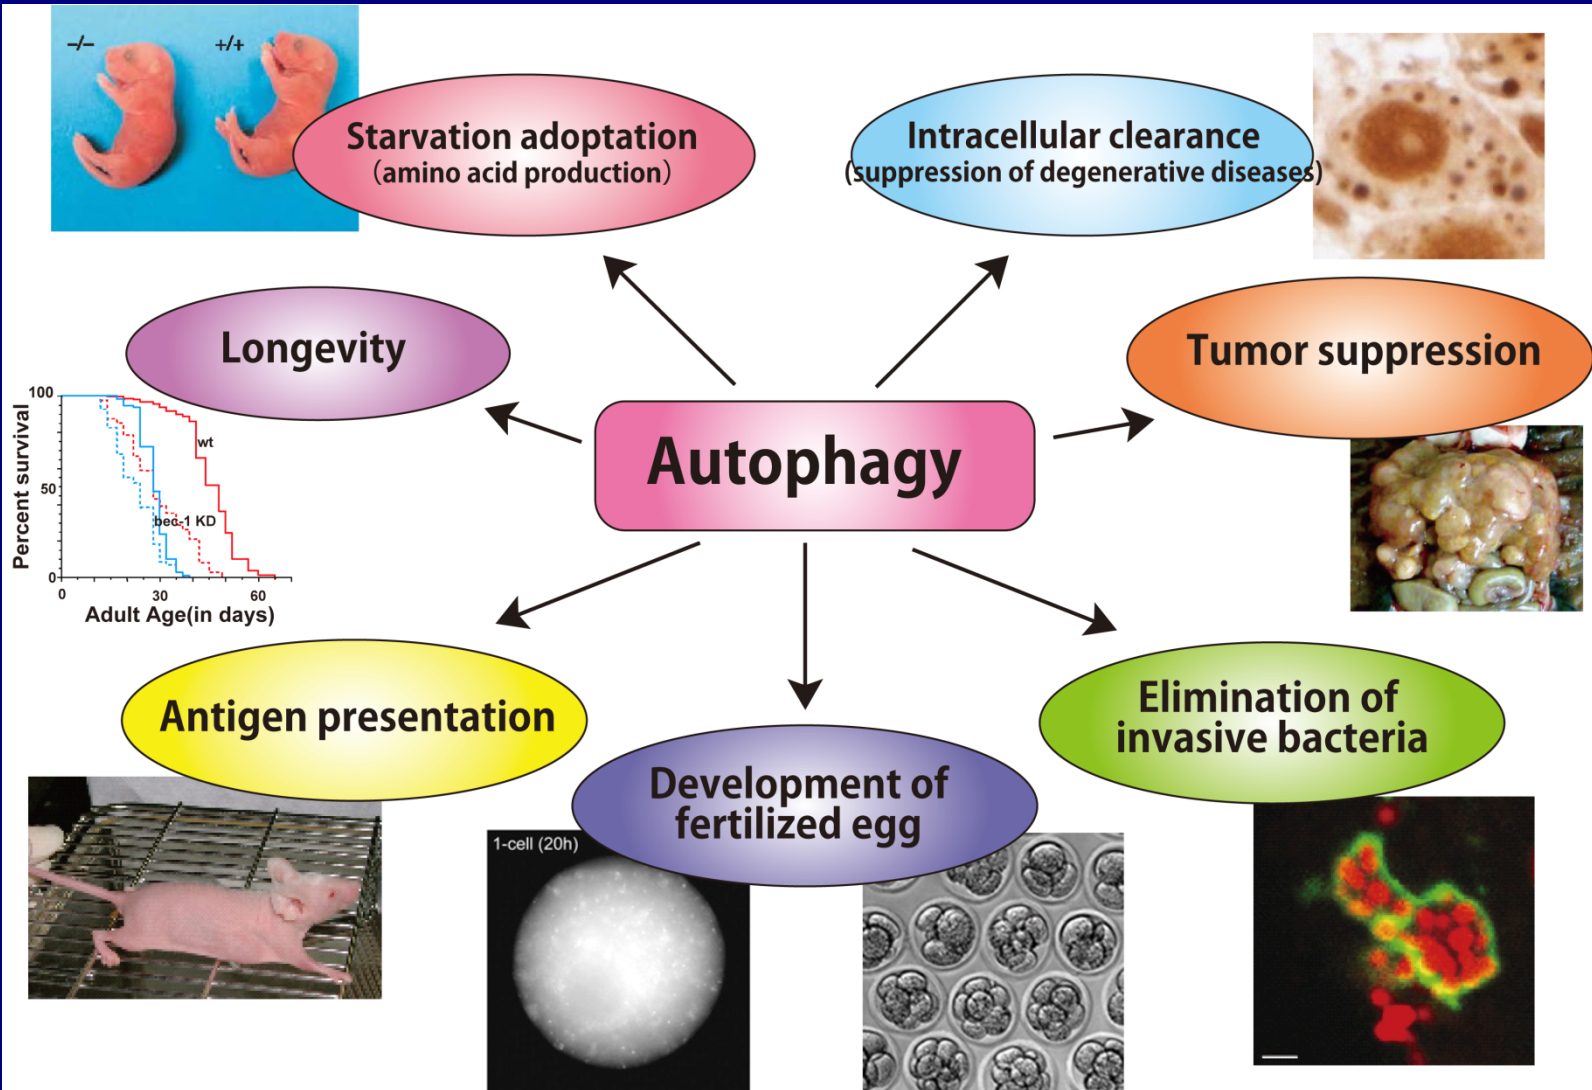 –/–
+/+
Starvation adoptation
(amino acid production)
Intracellular clearance
(suppression of degenerative diseases)
Longevity
Tumor suppression
Autophagy
100
50
0
Percent survival
wt
bec-1 KD
0
30
60
Adult Age(in days)
Antigen presentation
Elimination of
invasive bacteria
Development of
fertilized egg
1-cell (20h)